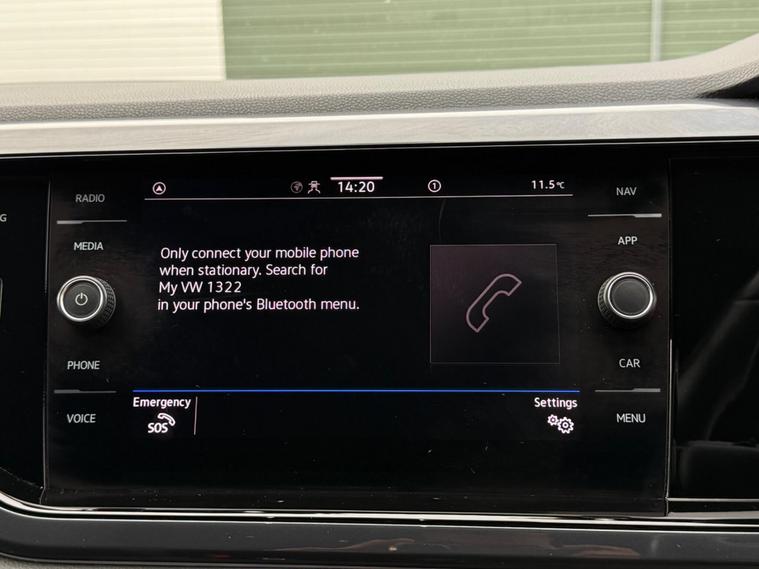 G
RADIO
MEDIA
PHONE
VOICE
14:20
1
11.5°C
Only connect your mobile phone
when stationary. Search for
My VW 1322
in your phone's Bluetooth menu.
Emergency
SOS
Settings
NAV
APP
CAR
MENU